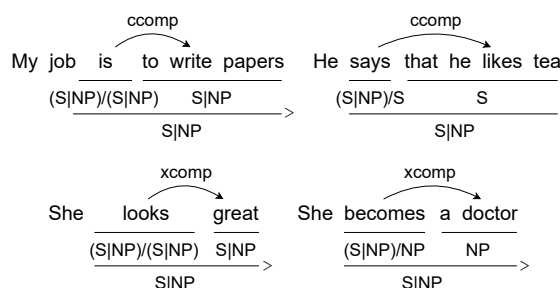 ccomp
My job is to write papers
(S|NP)/(S|NP) S|NP
>
S|NP
ccomp
He says that he likes tea
(S|NP)/S S
>
S|NP
xcomp
She looks great
(S|NP)/(S|NP) S|NP
>
S|NP
xcomp
She becomes a doctor
(S|NP)/NP NP
>
S|NP